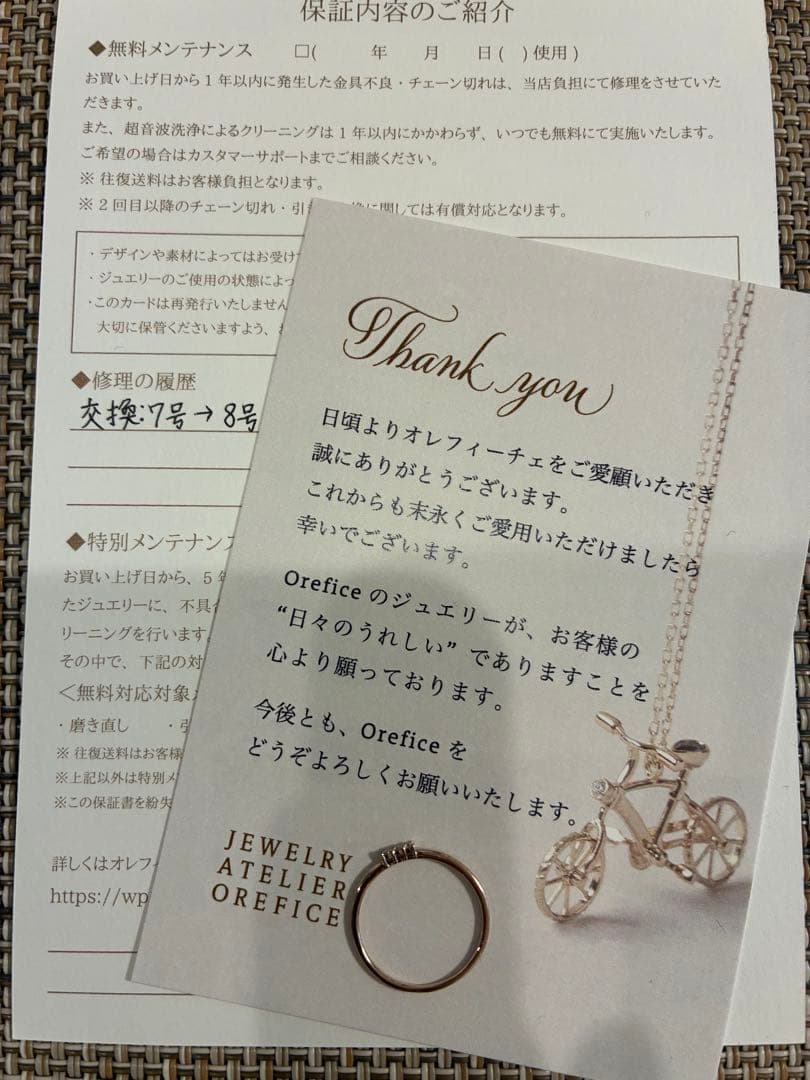 保証内容のご紹介
◆無料メンテナンス □( 年 月 日( )使用)
お買い上げ日から1年以内に発生した金具不良・チェーン切れは、当店負担にて修理をさせていた
だきます。
また、超音波洗浄によるクリーニングは1年以内にかかわらず、いつでも無料にて実施いたします。
ご希望の場合はカスタマーサポートまでご相談ください。
※ 往復送料はお客様負担となります。
※ 2回目以降のチェーン切れ・引 に関しては有償対応となります。
・デザインや素材によってはお受け
・ジュエリーのご使用の状態によっ
・このカードは再発行いたしません
大切に保管くださいますよう、
◆修理の履歴
交換:7号→8号
◆特別メンテナンス
お買い上げ日から、5年
たジュエリーに、不具
リーニングを行います。
その中で、下記の対
<無料対応対象
・磨き直し ・引
※ 往復送料はお客様
※上記以外は特別メ
※この保証書を紛失
詳しくはオレフィ
https://wp
Thank you
日頃よりオレフィーチェをご愛顧いただき
誠にありがとうございます。
これからも末永くご愛用いただけましたら
幸いでございます。
Orefice のジュエリーが、お客様の
“日々のうれしい” でありますことを
心より願っております。
今後とも、Orefice を
どうぞよろしくお願いいたします。
JEWELRY
ATELIER
OREFICE